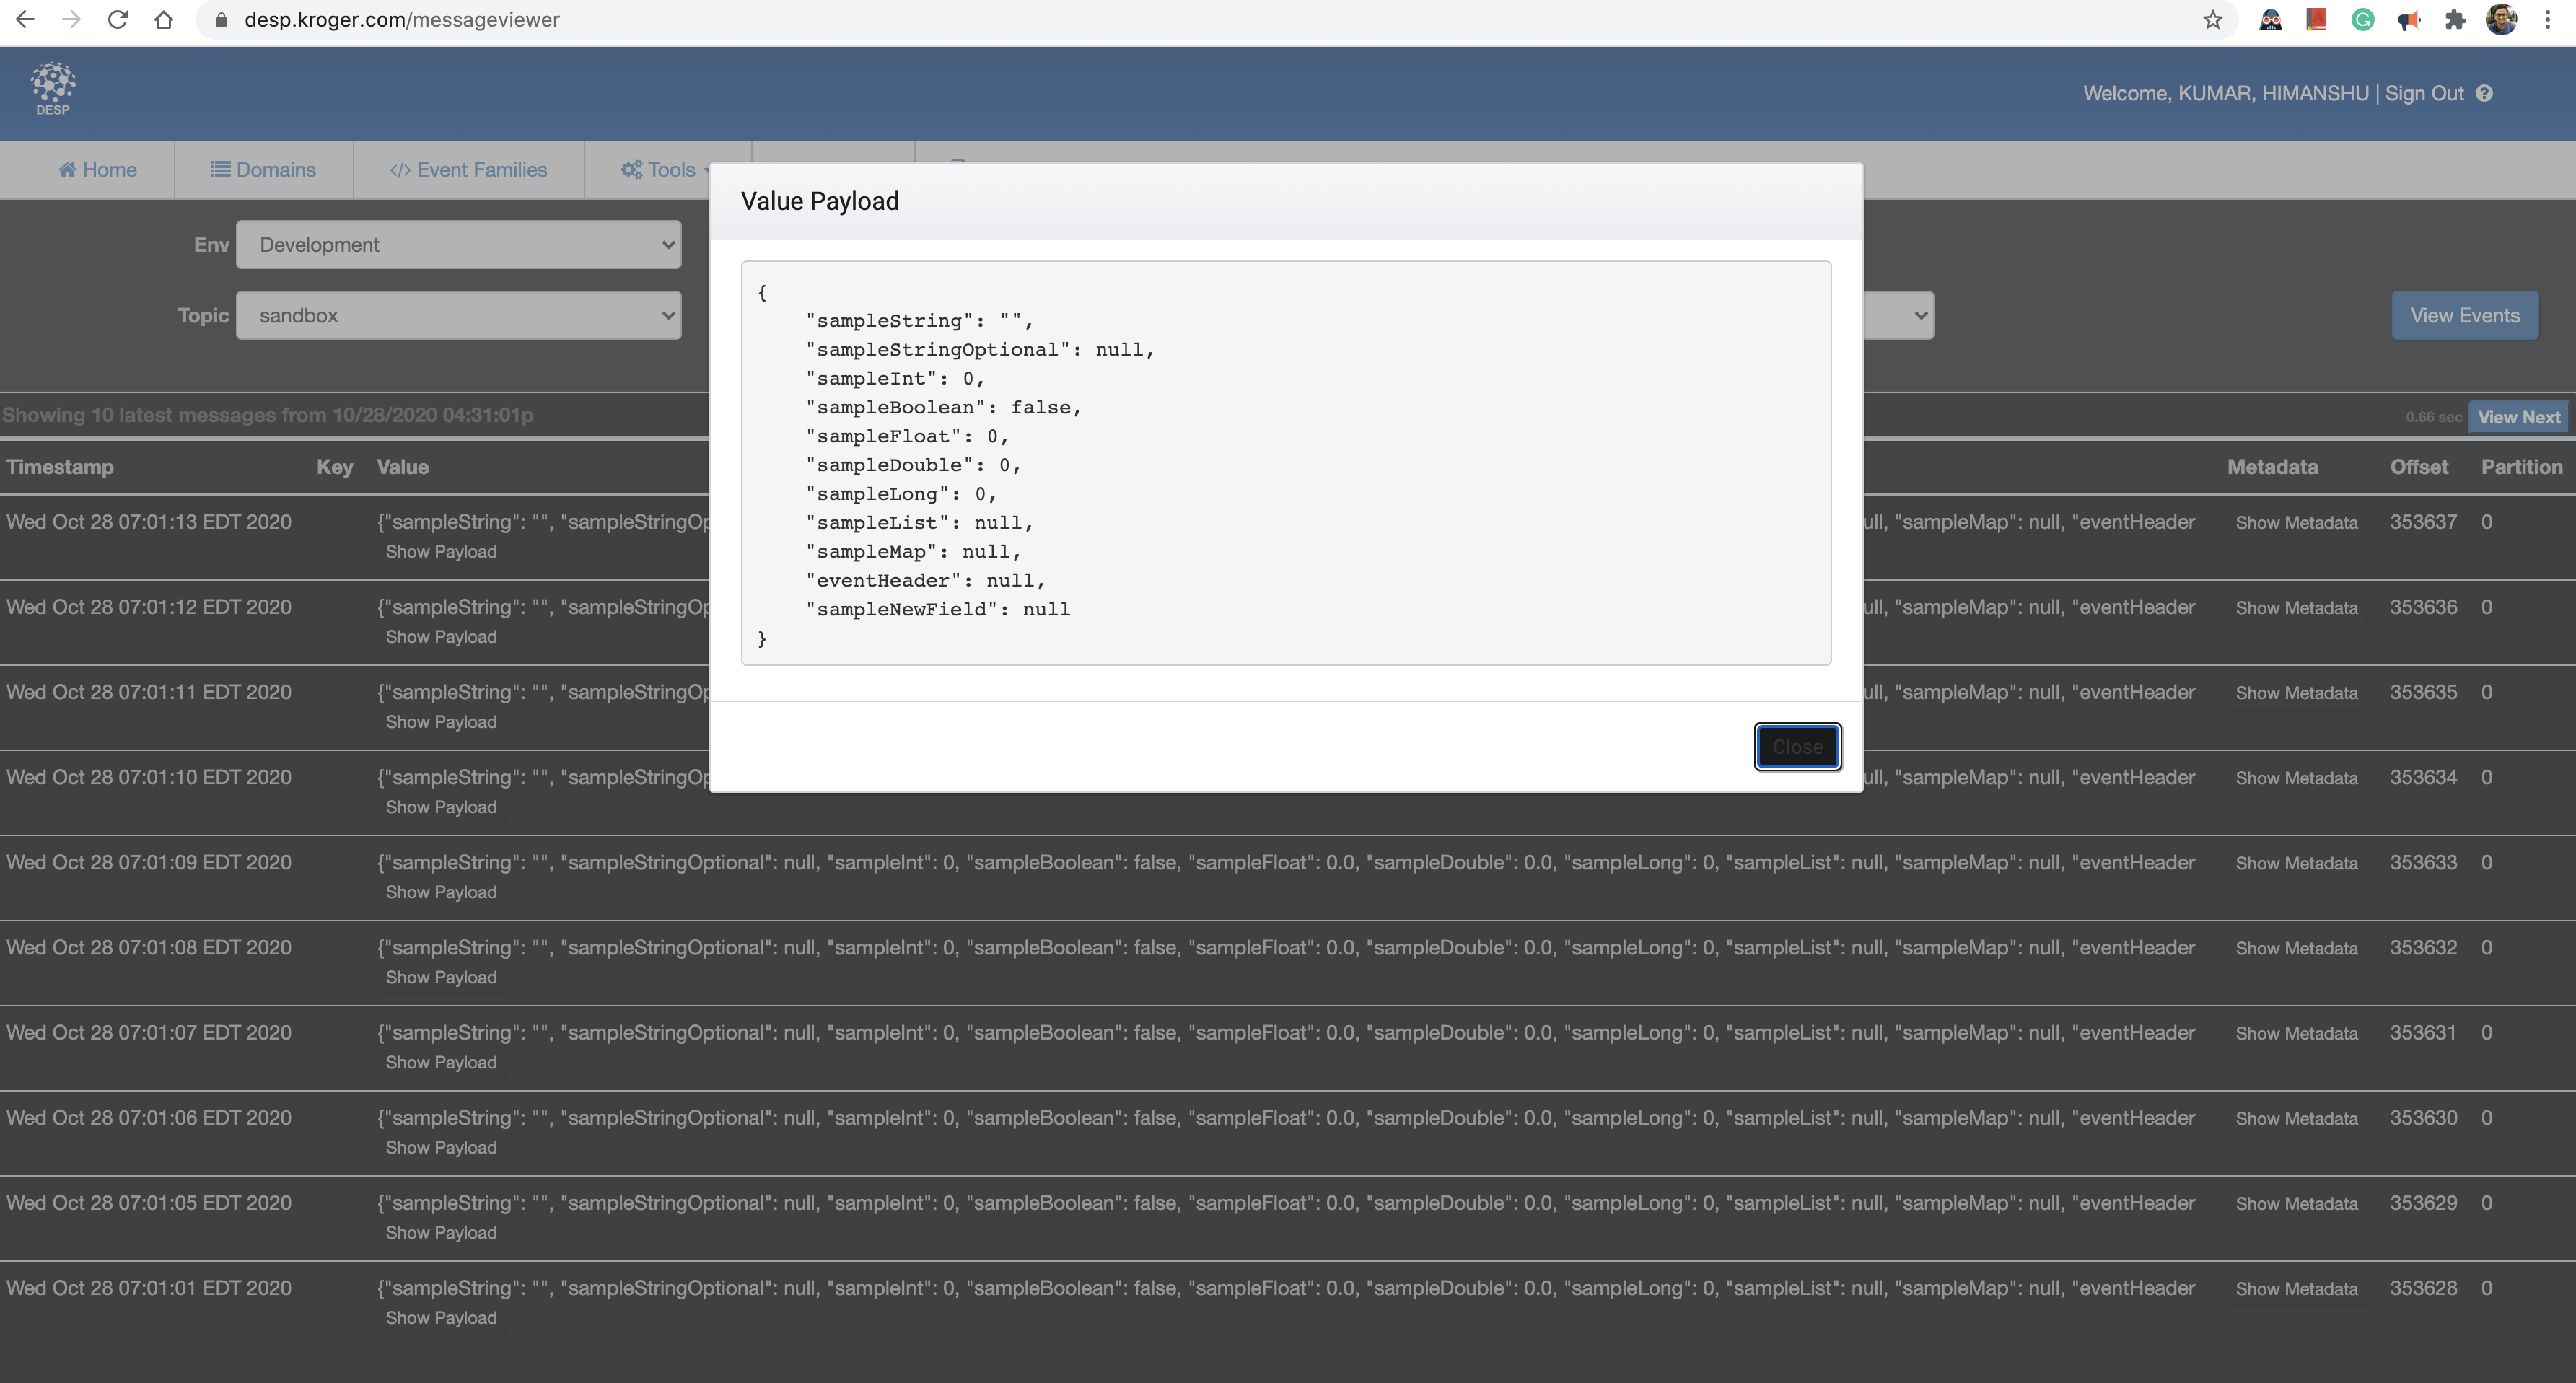 desp.kroger.com/messageviewer
DESP
Welcome, KUMAR, HIMANSHU | Sign Out
Home Domains </> Event Families Tools
Env Development
Topic sandbox
View Events
Showing 10 latest messages from 10/28/2020 04:31:01p
0.66 sec View Next
Timestamp Key Value Metadata Offset Partition
Value Payload
{
"sampleString": "",
"sampleStringOptional": null,
"sampleInt": 0,
"sampleBoolean": false,
"sampleFloat": 0,
"sampleDouble": 0,
"sampleLong": 0,
"sampleList": null,
"sampleMap": null,
"eventHeader": null,
"sampleNewField": null
}
Close
Wed Oct 28 07:01:13 EDT 2020 {"sampleString": "", "sampleStringOp ull, "sampleMap": null, "eventHeader Show Metadata 353637 0
Show Payload
Wed Oct 28 07:01:12 EDT 2020 {"sampleString": "", "sampleStringOp ull, "sampleMap": null, "eventHeader Show Metadata 353636 0
Show Payload
Wed Oct 28 07:01:11 EDT 2020 {"sampleString": "", "sampleStringOp ull, "sampleMap": null, "eventHeader Show Metadata 353635 0
Show Payload
Wed Oct 28 07:01:10 EDT 2020 {"sampleString": "", "sampleStringOp ull, "sampleMap": null, "eventHeader Show Metadata 353634 0
Show Payload
Wed Oct 28 07:01:09 EDT 2020 {"sampleString": "", "sampleStringOptional": null, "sampleInt": 0, "sampleBoolean": false, "sampleFloat": 0.0, "sampleDouble": 0.0, "sampleLong": 0, "sampleList": null, "sampleMap": null, "eventHeader Show Metadata 353633 0
Show Payload
Wed Oct 28 07:01:08 EDT 2020 {"sampleString": "", "sampleStringOptional": null, "sampleInt": 0, "sampleBoolean": false, "sampleFloat": 0.0, "sampleDouble": 0.0, "sampleLong": 0, "sampleList": null, "sampleMap": null, "eventHeader Show Metadata 353632 0
Show Payload
Wed Oct 28 07:01:07 EDT 2020 {"sampleString": "", "sampleStringOptional": null, "sampleInt": 0, "sampleBoolean": false, "sampleFloat": 0.0, "sampleDouble": 0.0, "sampleLong": 0, "sampleList": null, "sampleMap": null, "eventHeader Show Metadata 353631 0
Show Payload
Wed Oct 28 07:01:06 EDT 2020 {"sampleString": "", "sampleStringOptional": null, "sampleInt": 0, "sampleBoolean": false, "sampleFloat": 0.0, "sampleDouble": 0.0, "sampleLong": 0, "sampleList": null, "sampleMap": null, "eventHeader Show Metadata 353630 0
Show Payload
Wed Oct 28 07:01:05 EDT 2020 {"sampleString": "", "sampleStringOptional": null, "sampleInt": 0, "sampleBoolean": false, "sampleFloat": 0.0, "sampleDouble": 0.0, "sampleLong": 0, "sampleList": null, "sampleMap": null, "eventHeader Show Metadata 353629 0
Show Payload
Wed Oct 28 07:01:01 EDT 2020 {"sampleString": "", "sampleStringOptional": null, "sampleInt": 0, "sampleBoolean": false, "sampleFloat": 0.0, "sampleDouble": 0.0, "sampleLong": 0, "sampleList": null, "sampleMap": null, "eventHeader Show Metadata 353628 0
Show Payload